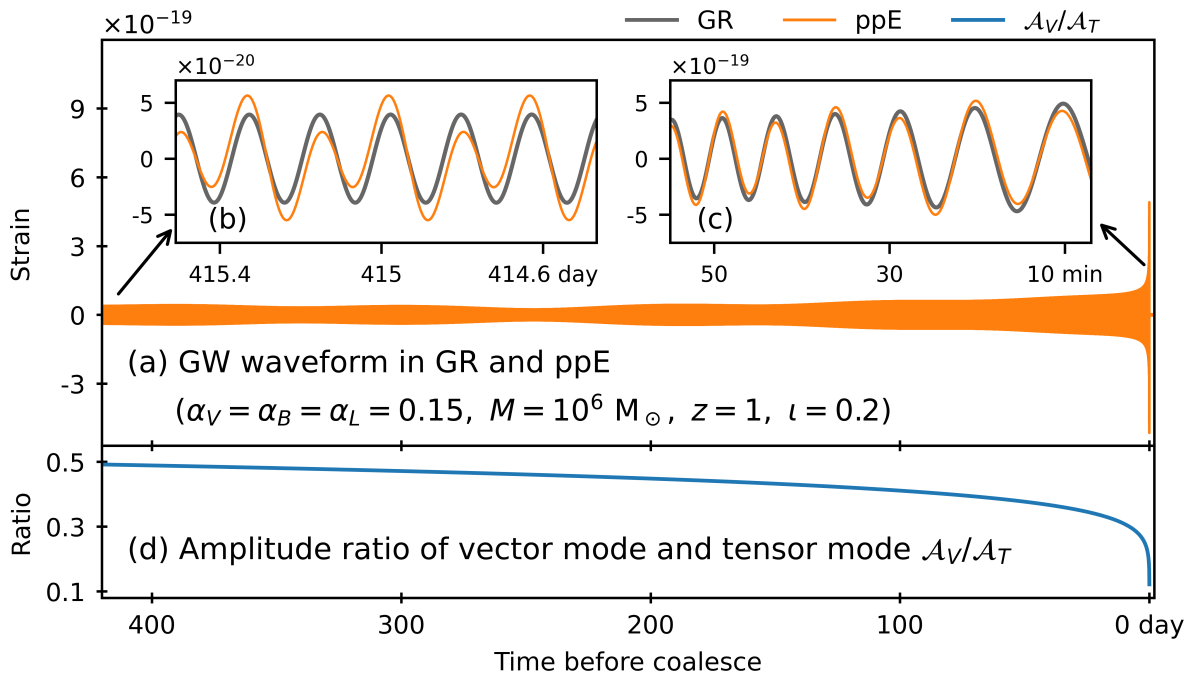 ×10⁻¹⁹
GR ppE 𝒜_V/𝒜_T
Strain
9
6
3
0
-3
×10⁻²⁰
5
0
-5
(b)
415.4 415 414.6 day
×10⁻¹⁹
5
0
-5
(c)
50 30 10 min
(a) GW waveform in GR and ppE
(α_V = α_B = α_L = 0.15, M = 10⁶ M_⊙, z = 1, ι = 0.2)
Ratio
0.5
0.3
0.1
(d) Amplitude ratio of vector mode and tensor mode 𝒜_V/𝒜_T
400 300 200 100 0 day
Time before coalesce